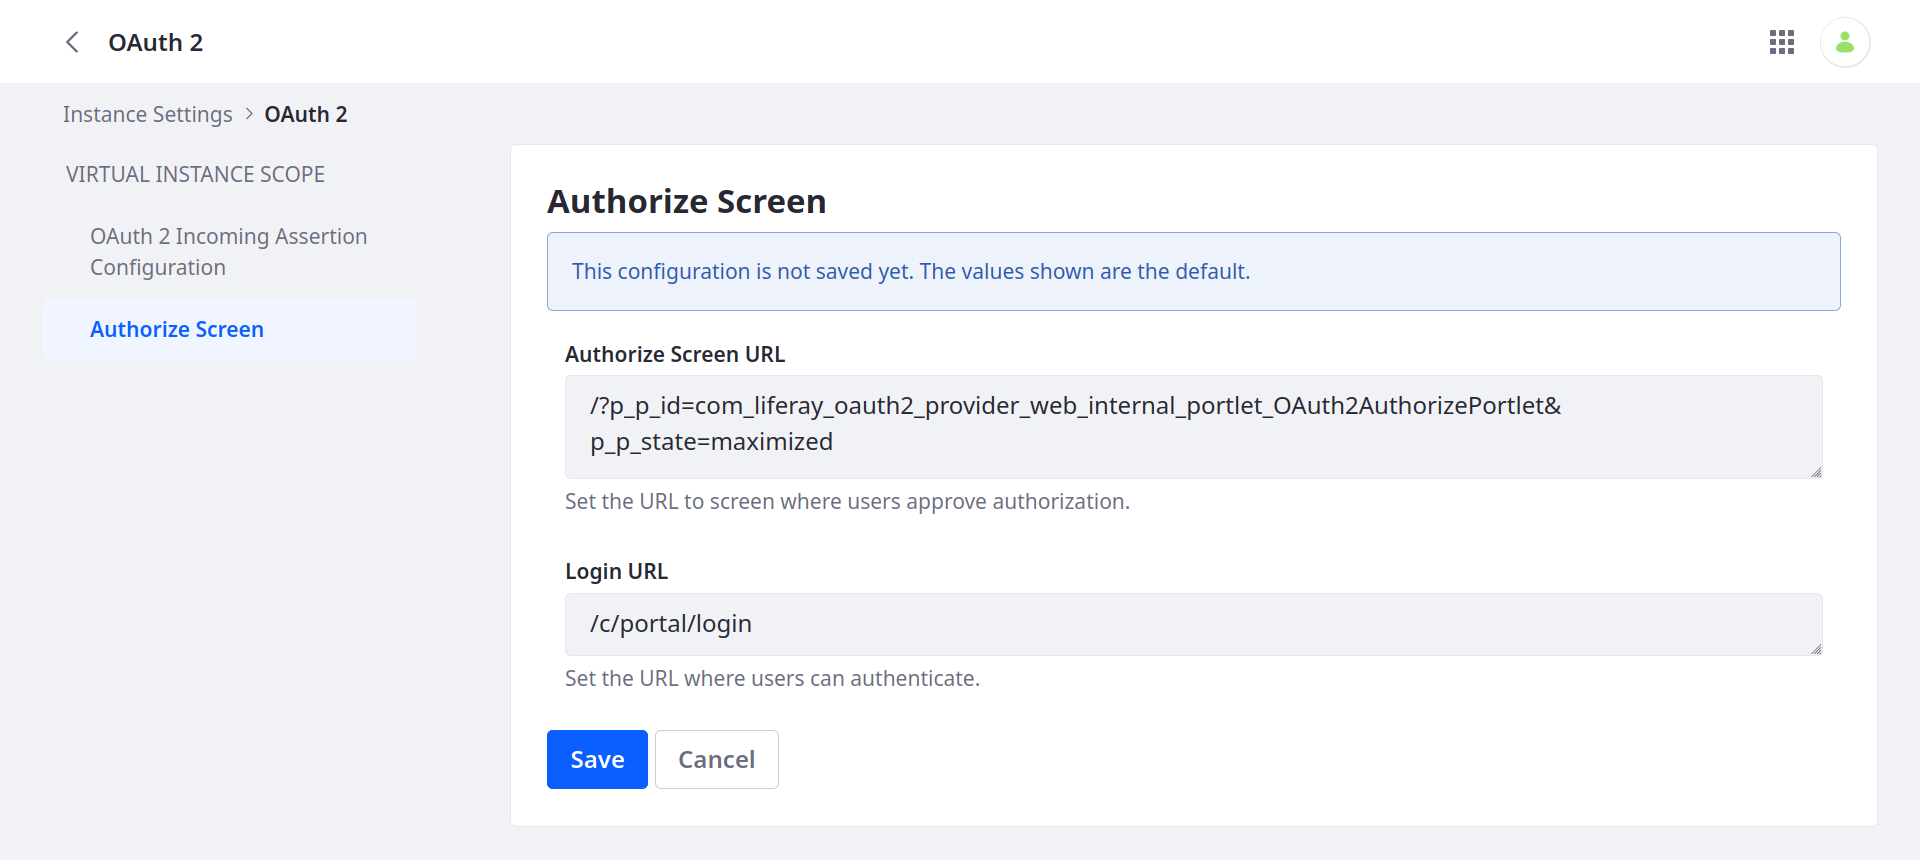 OAuth 2
Instance Settings > OAuth 2
VIRTUAL INSTANCE SCOPE
OAuth 2 Incoming Assertion
Configuration
Authorize Screen
Authorize Screen
This configuration is not saved yet. The values shown are the default.
Authorize Screen URL
/?p_p_id=com_liferay_oauth2_provider_web_internal_portlet_OAuth2AuthorizePortlet&
p_p_state=maximized
Set the URL to screen where users approve authorization.
Login URL
/c/portal/login
Set the URL where users can authenticate.
Save Cancel